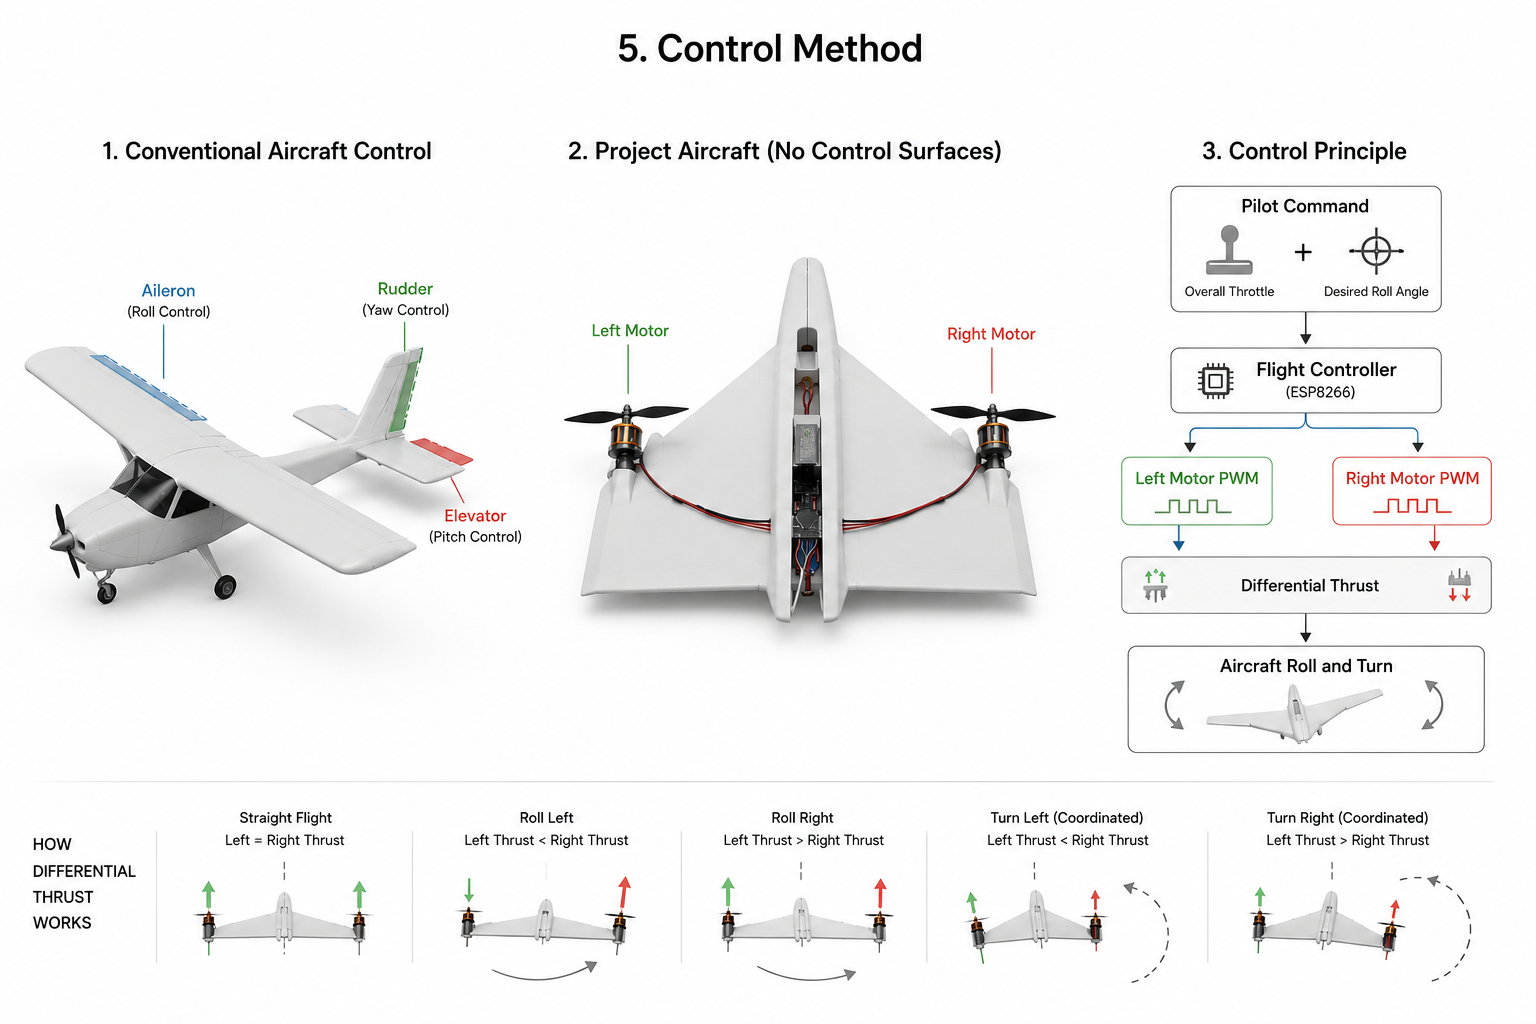 5. Control Method
1. Conventional Aircraft Control
Aileron
(Roll Control)
Rudder
(Yaw Control)
Elevator
(Pitch Control)
2. Project Aircraft (No Control Surfaces)
Left Motor
Right Motor
3. Control Principle
Pilot Command
+
Overall Throttle
Desired Roll Angle
Flight Controller
(ESP8266)
Left Motor PWM
Right Motor PWM
Differential Thrust
Aircraft Roll and Turn
HOW
DIFFERENTIAL
THRUST
WORKS
Straight Flight
Left = Right Thrust
Roll Left
Left Thrust < Right Thrust
Roll Right
Left Thrust > Right Thrust
Turn Left (Coordinated)
Left Thrust < Right Thrust
Turn Right (Coordinated)
Left Thrust > Right Thrust